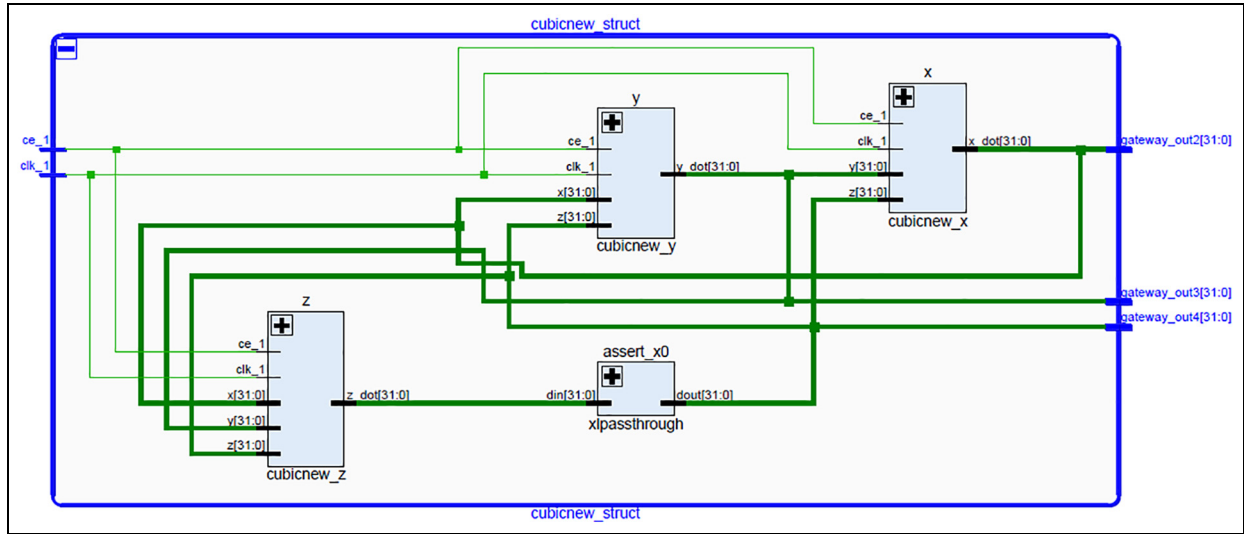 cubicnew_struct
x
y
ce_1
ce_1
ce_1
gateway_out2[31:0]
clk_1
x_dot[31:0]
clk_1
clk_1
y_dot[31:0]
y[31:0]
x[31:0]
z[31:0]
z[31:0]
cubicnew_x
cubicnew_y
gateway_out3[31:0]
z
gateway_out4[31:0]
ce_1
assert_x0
clk_1
x[31:0]
z_dot[31:0]
din[31:0]
dout[31:0]
y[31:0]
xlpassthrough
z[31:0]
cubicnew_z
cubicnew_struct